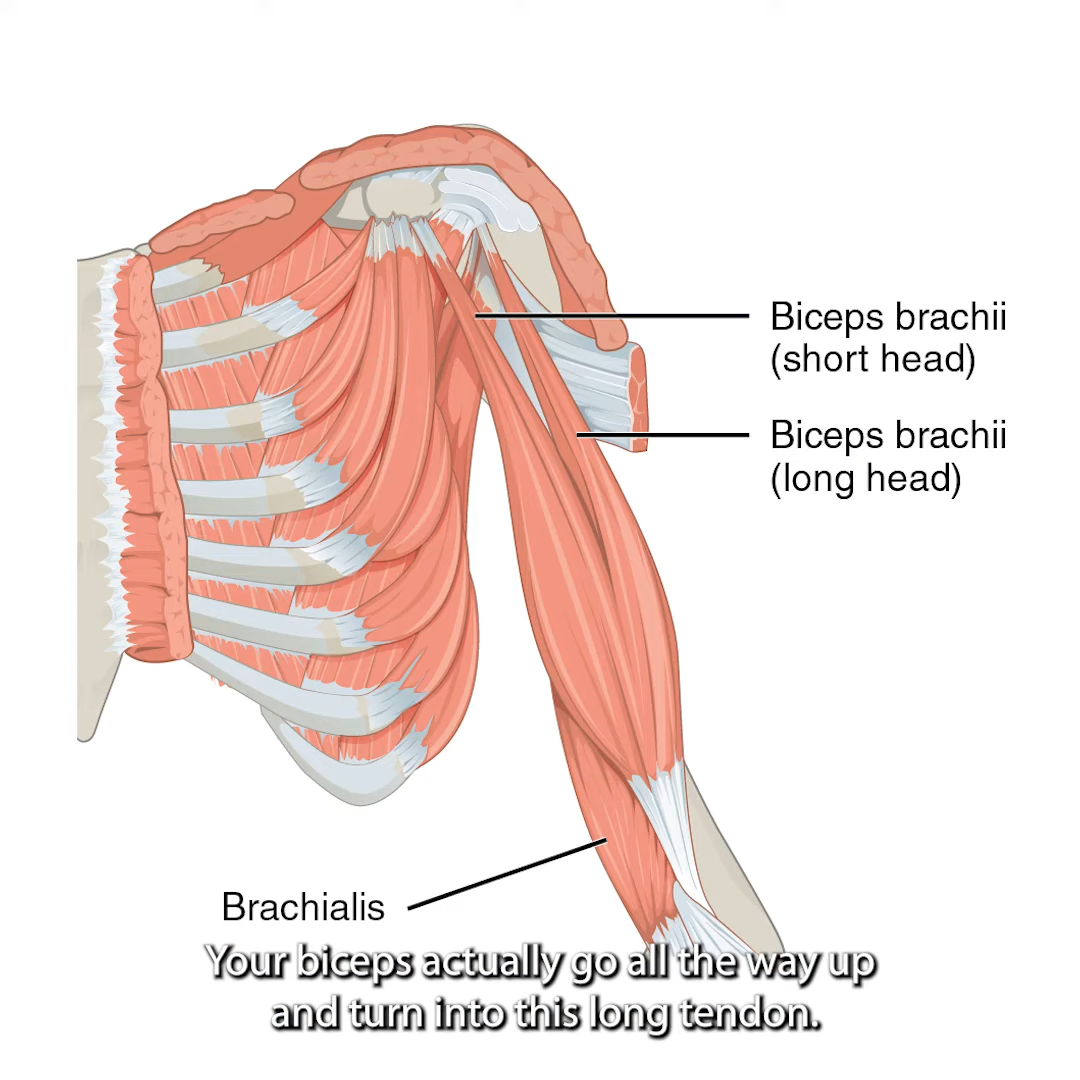 Biceps brachii
(short head)
Biceps brachii
(long head)
Brachialis
Your biceps actually go all the way up
and turn into this long tendon.